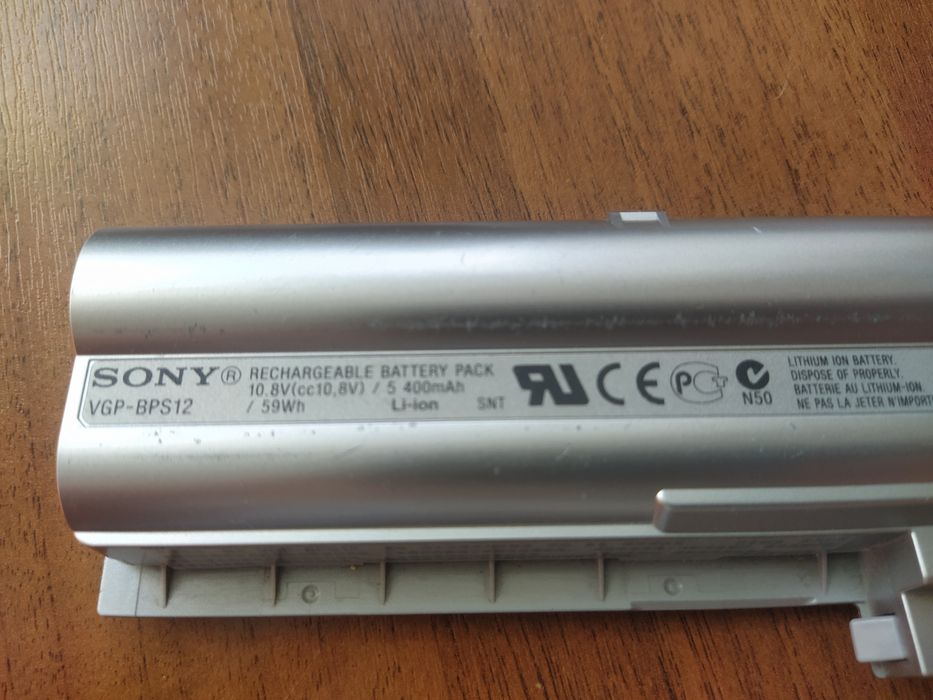 SONY® RECHARGEABLE BATTERY PACK
10.8V(cc10,8V) / 5 400mAh
VGP-BPS12 / 59Wh Li-ion SNT
N50
LITHIUM ION BATTERY.
DISPOSE OF PROPERLY.
BATTERIE AU LITHIUM-ION
NE PAS LA JETER N'IMPORT